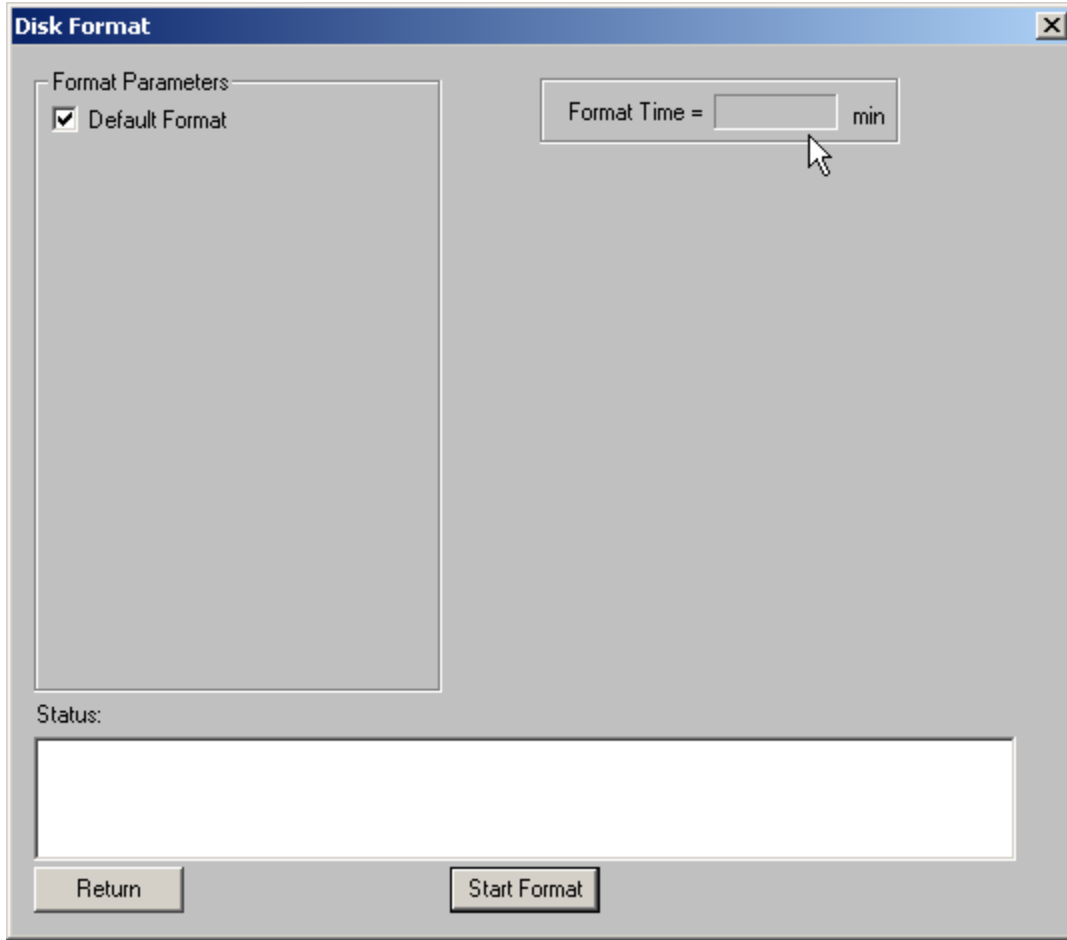 Disk Format
Format Parameters
Default Format
Format Time =
min
Status:
Return
Start Format